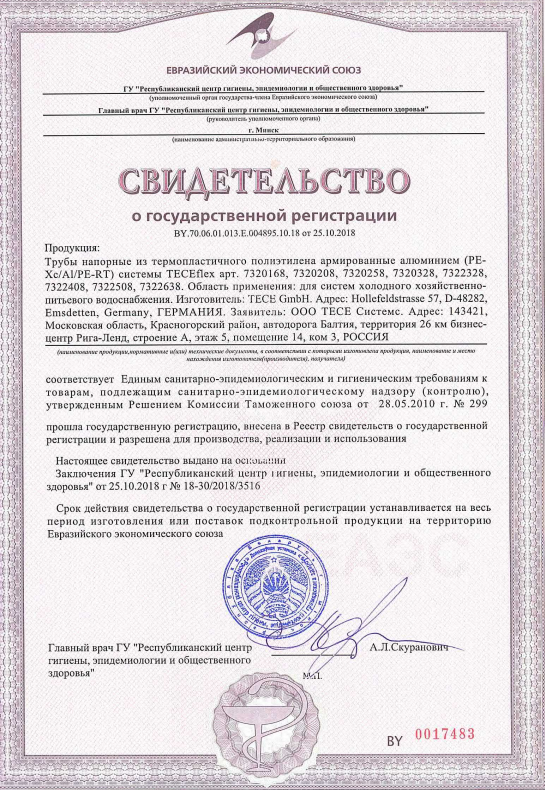 ЕВРАЗИЙСКИЙ ЭКОНОМИЧЕСКИЙ СОЮЗ
ГУ "Республиканский центр гигиены, эпидемиологии и общественного здоровья"
(уполномоченный орган государства-члена Евразийского экономического союза)
Главный врач ГУ "Республиканский центр гигиены, эпидемиологии и общественного здоровья"
(руководитель уполномоченного органа)
г. Минск
(наименование административно-территориального образования)
СВИДЕТЕЛЬСТВО
о государственной регистрации
BY.70.06.01.013.E.004895.10.18 от 25.10.2018
Продукция:
Трубы напорные из термопластичного полиэтилена армированные алюминием (PE-
Xc/Al/PE-RT) системы TECEflex арт. 7320168, 7320208, 7320258, 7320328, 7322328,
7322408, 7322508, 7322638. Область применения: для систем холодного хозяйственно-
питьевого водоснабжения. Изготовитель: TECE GmbH. Адрес: Hollefeldstrasse 57, D-48282,
Emsdetten, Germany, ГЕРМАНИЯ. Заявитель: ООО ТЕСЕ Системс. Адрес: 143421,
Московская область, Красногорский район, автодорога Балтия, территория 26 км бизнес-
центр Рига-Ленд, строение А, этаж 5, помещение 14, ком 3, РОССИЯ
(наименование продукции,нормативные и(или) технические документы, в соответствии с которыми изготовлена продукция, наименование и место
нахождения изготовителя(производителя), получателя)
соответствует Единым санитарно-эпидемиологическим и гигиеническим требованиям к
товарам, подлежащим санитарно-эпидемиологическому надзору (контролю),
утвержденным Решением Комиссии Таможенного союза от 28.05.2010 г. № 299
прошла государственную регистрацию, внесена в Реестр свидетельств о государственной
регистрации и разрешена для производства, реализации и использования
Настоящее свидетельство выдано на основании
Заключения ГУ "Республиканский центр гигиены, эпидемиологии и общественного
здоровья" от 25.10.2018 г № 18-30/2018/3516
Срок действия свидетельства о государственной регистрации устанавливается на весь
период изготовления или поставок подконтрольной продукции на территорию
Евразийского экономического союза
ЕАЭС
Главный врач ГУ "Республиканский центр
гигиены, эпидемиологии и общественного
здоровья"
А.Л.Скуранович
М.П.
BY 0017483